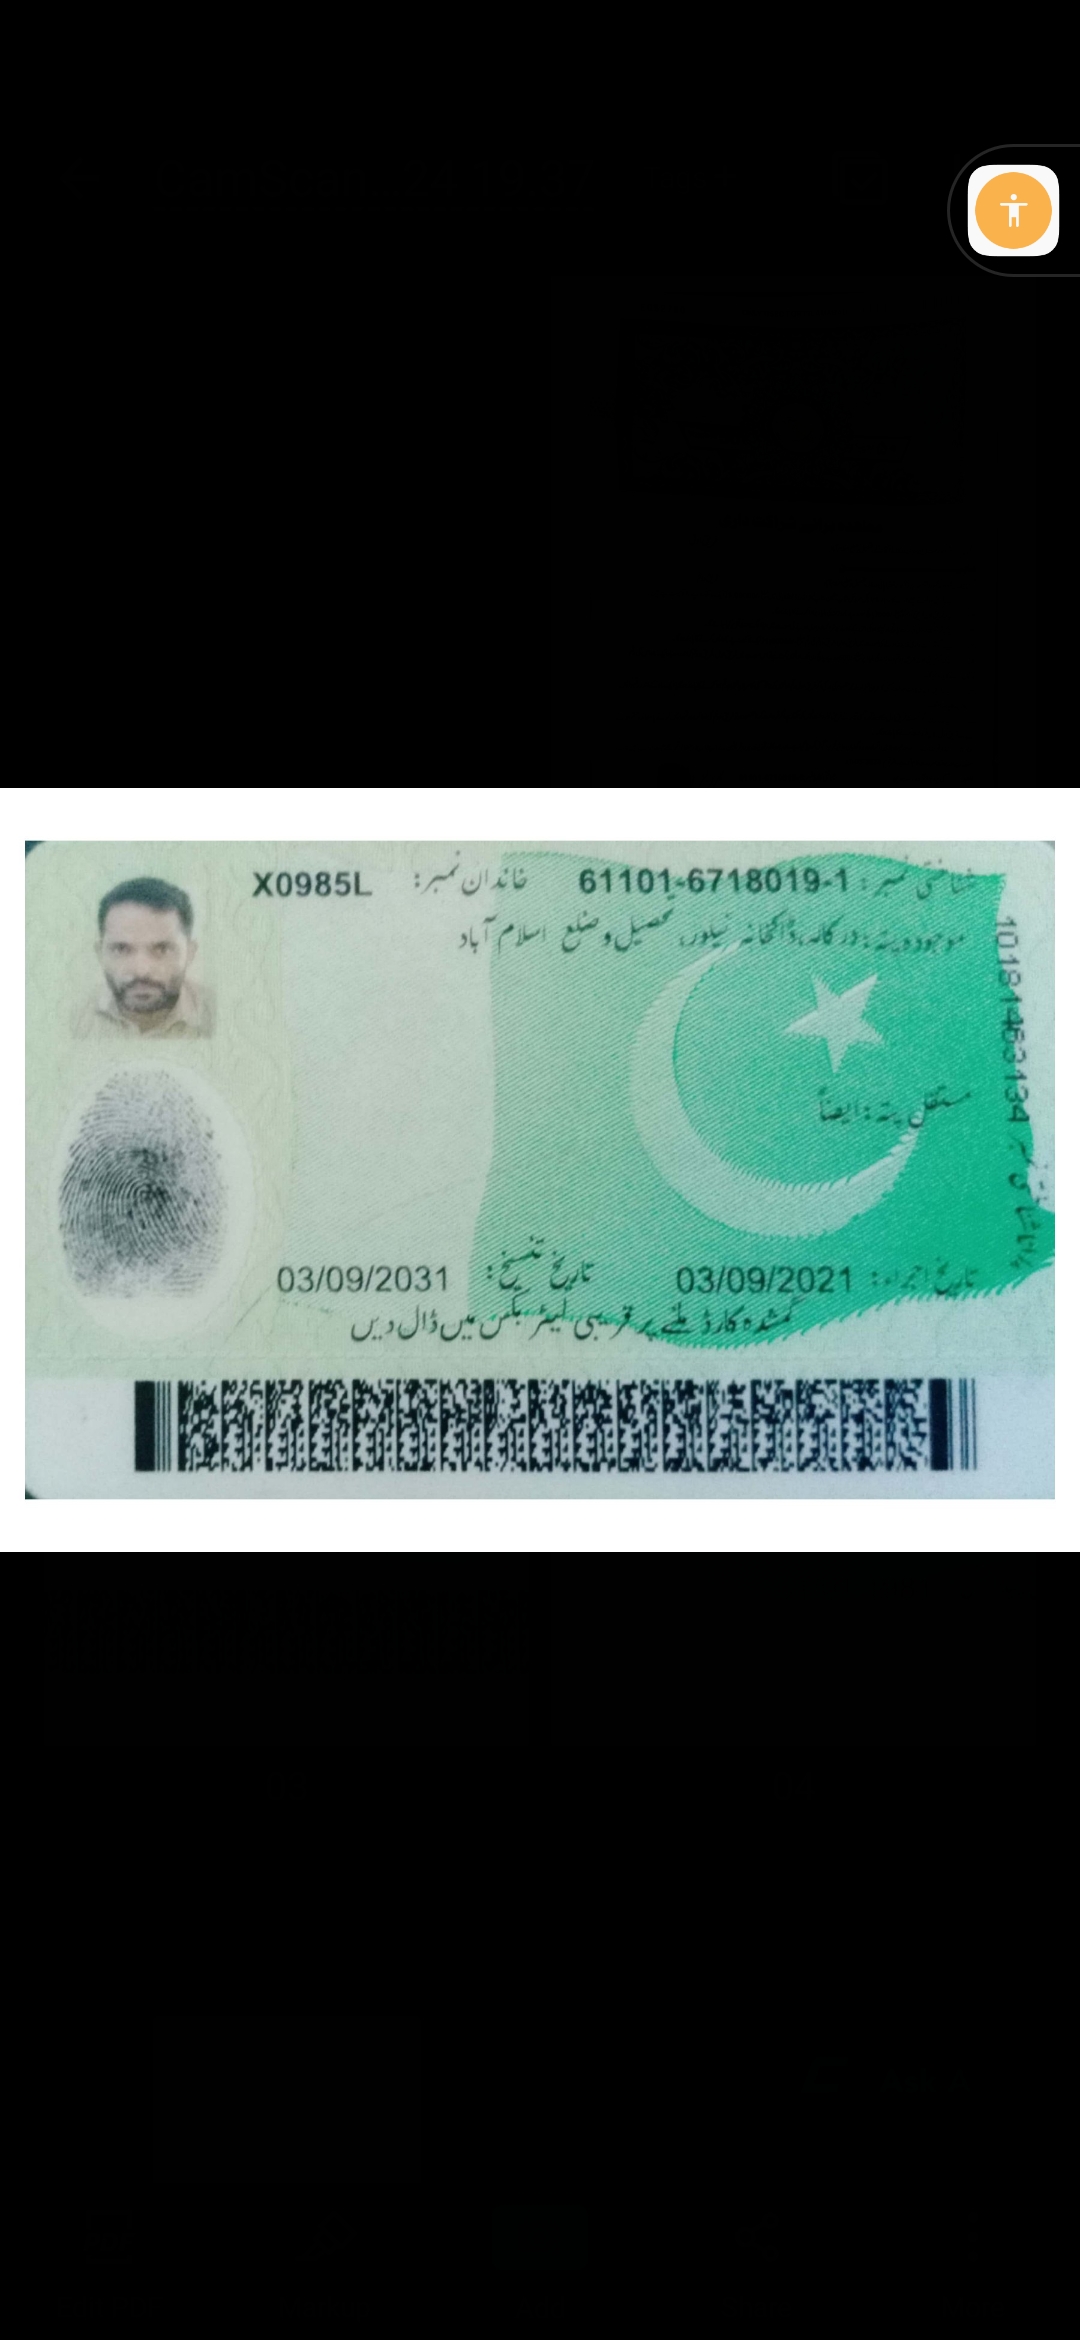 شناختی نمبر: 61101-6718019-1 خاندان نمبر: X0985L
موجودہ پتہ: در کالہ، ڈاکخانہ نیلور، تحصیل و ضلع اسلام آباد
مستقل پتہ: ایضاً
تاریخ اجراء: 03/09/2021 تاریخ تنسیخ: 03/09/2031
گمشدہ کارڈ ملنے پر قریبی لیٹر بکس میں ڈال دیں